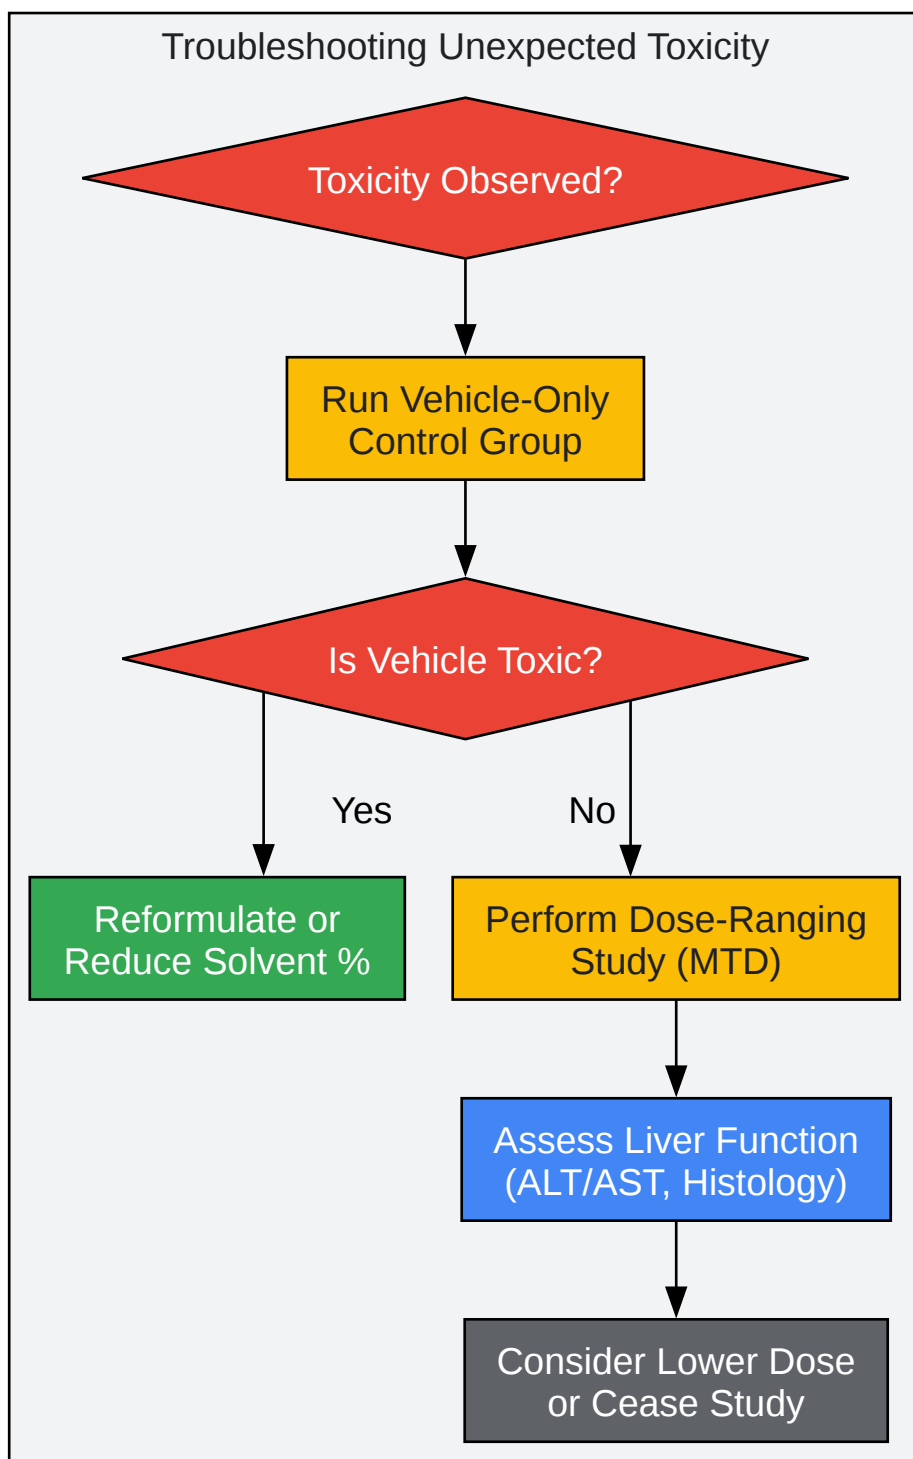 Troubleshooting Unexpected Toxicity
Toxicity Observed?
Run Vehicle-Only
Control Group
Is Vehicle Toxic?
Yes
No
Reformulate or
Reduce Solvent %
Perform Dose-Ranging
Study (MTD)
Assess Liver Function
(ALT/AST, Histology)
Consider Lower Dose
or Cease Study